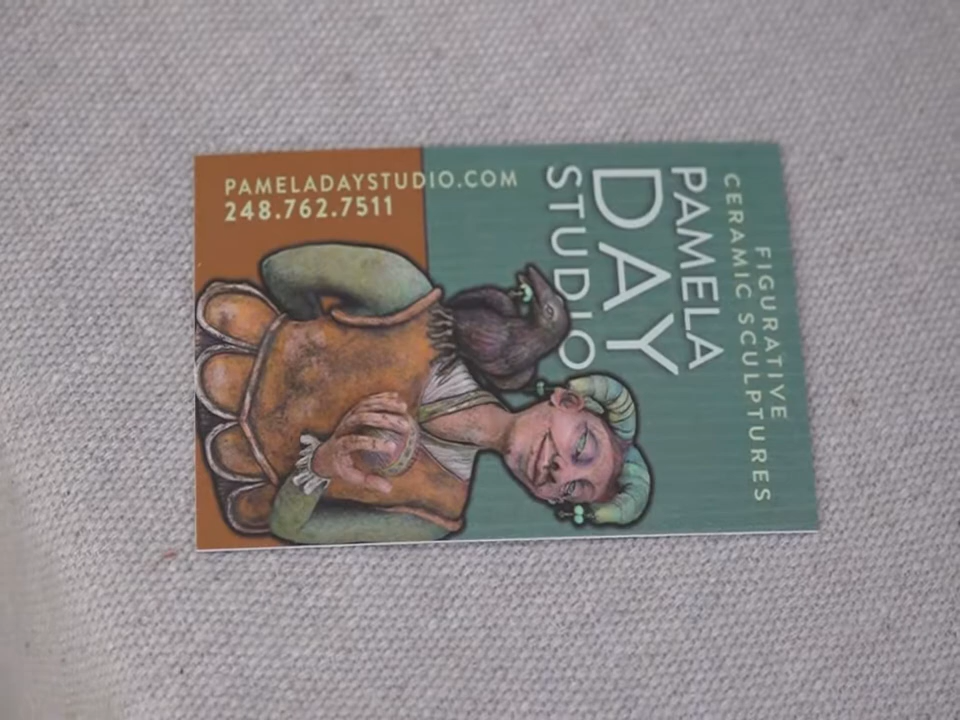 FIGURATIVE
CERAMIC SCULPTURES
PAMELA
DAY
STUDIO
PAMELADAYSTUDIO.COM
248.762.7511